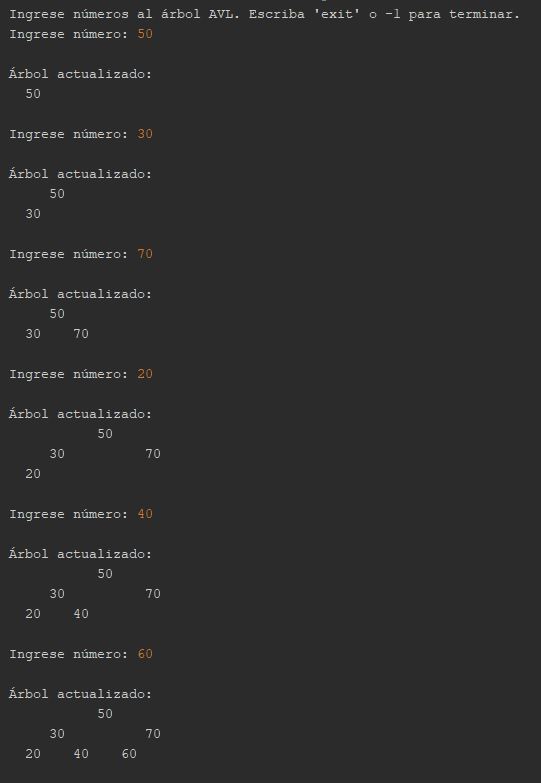 Ingrese números al árbol AVL. Escriba 'exit' o -1 para terminar.
Ingrese número: 50
Árbol actualizado:
50
Ingrese número: 30
Árbol actualizado:
50
30
Ingrese número: 70
Árbol actualizado:
50
30 70
Ingrese número: 20
Árbol actualizado:
50
30 70
20
Ingrese número: 40
Árbol actualizado:
50
30 70
20 40
Ingrese número: 60
Árbol actualizado:
50
30 70
20 40 60